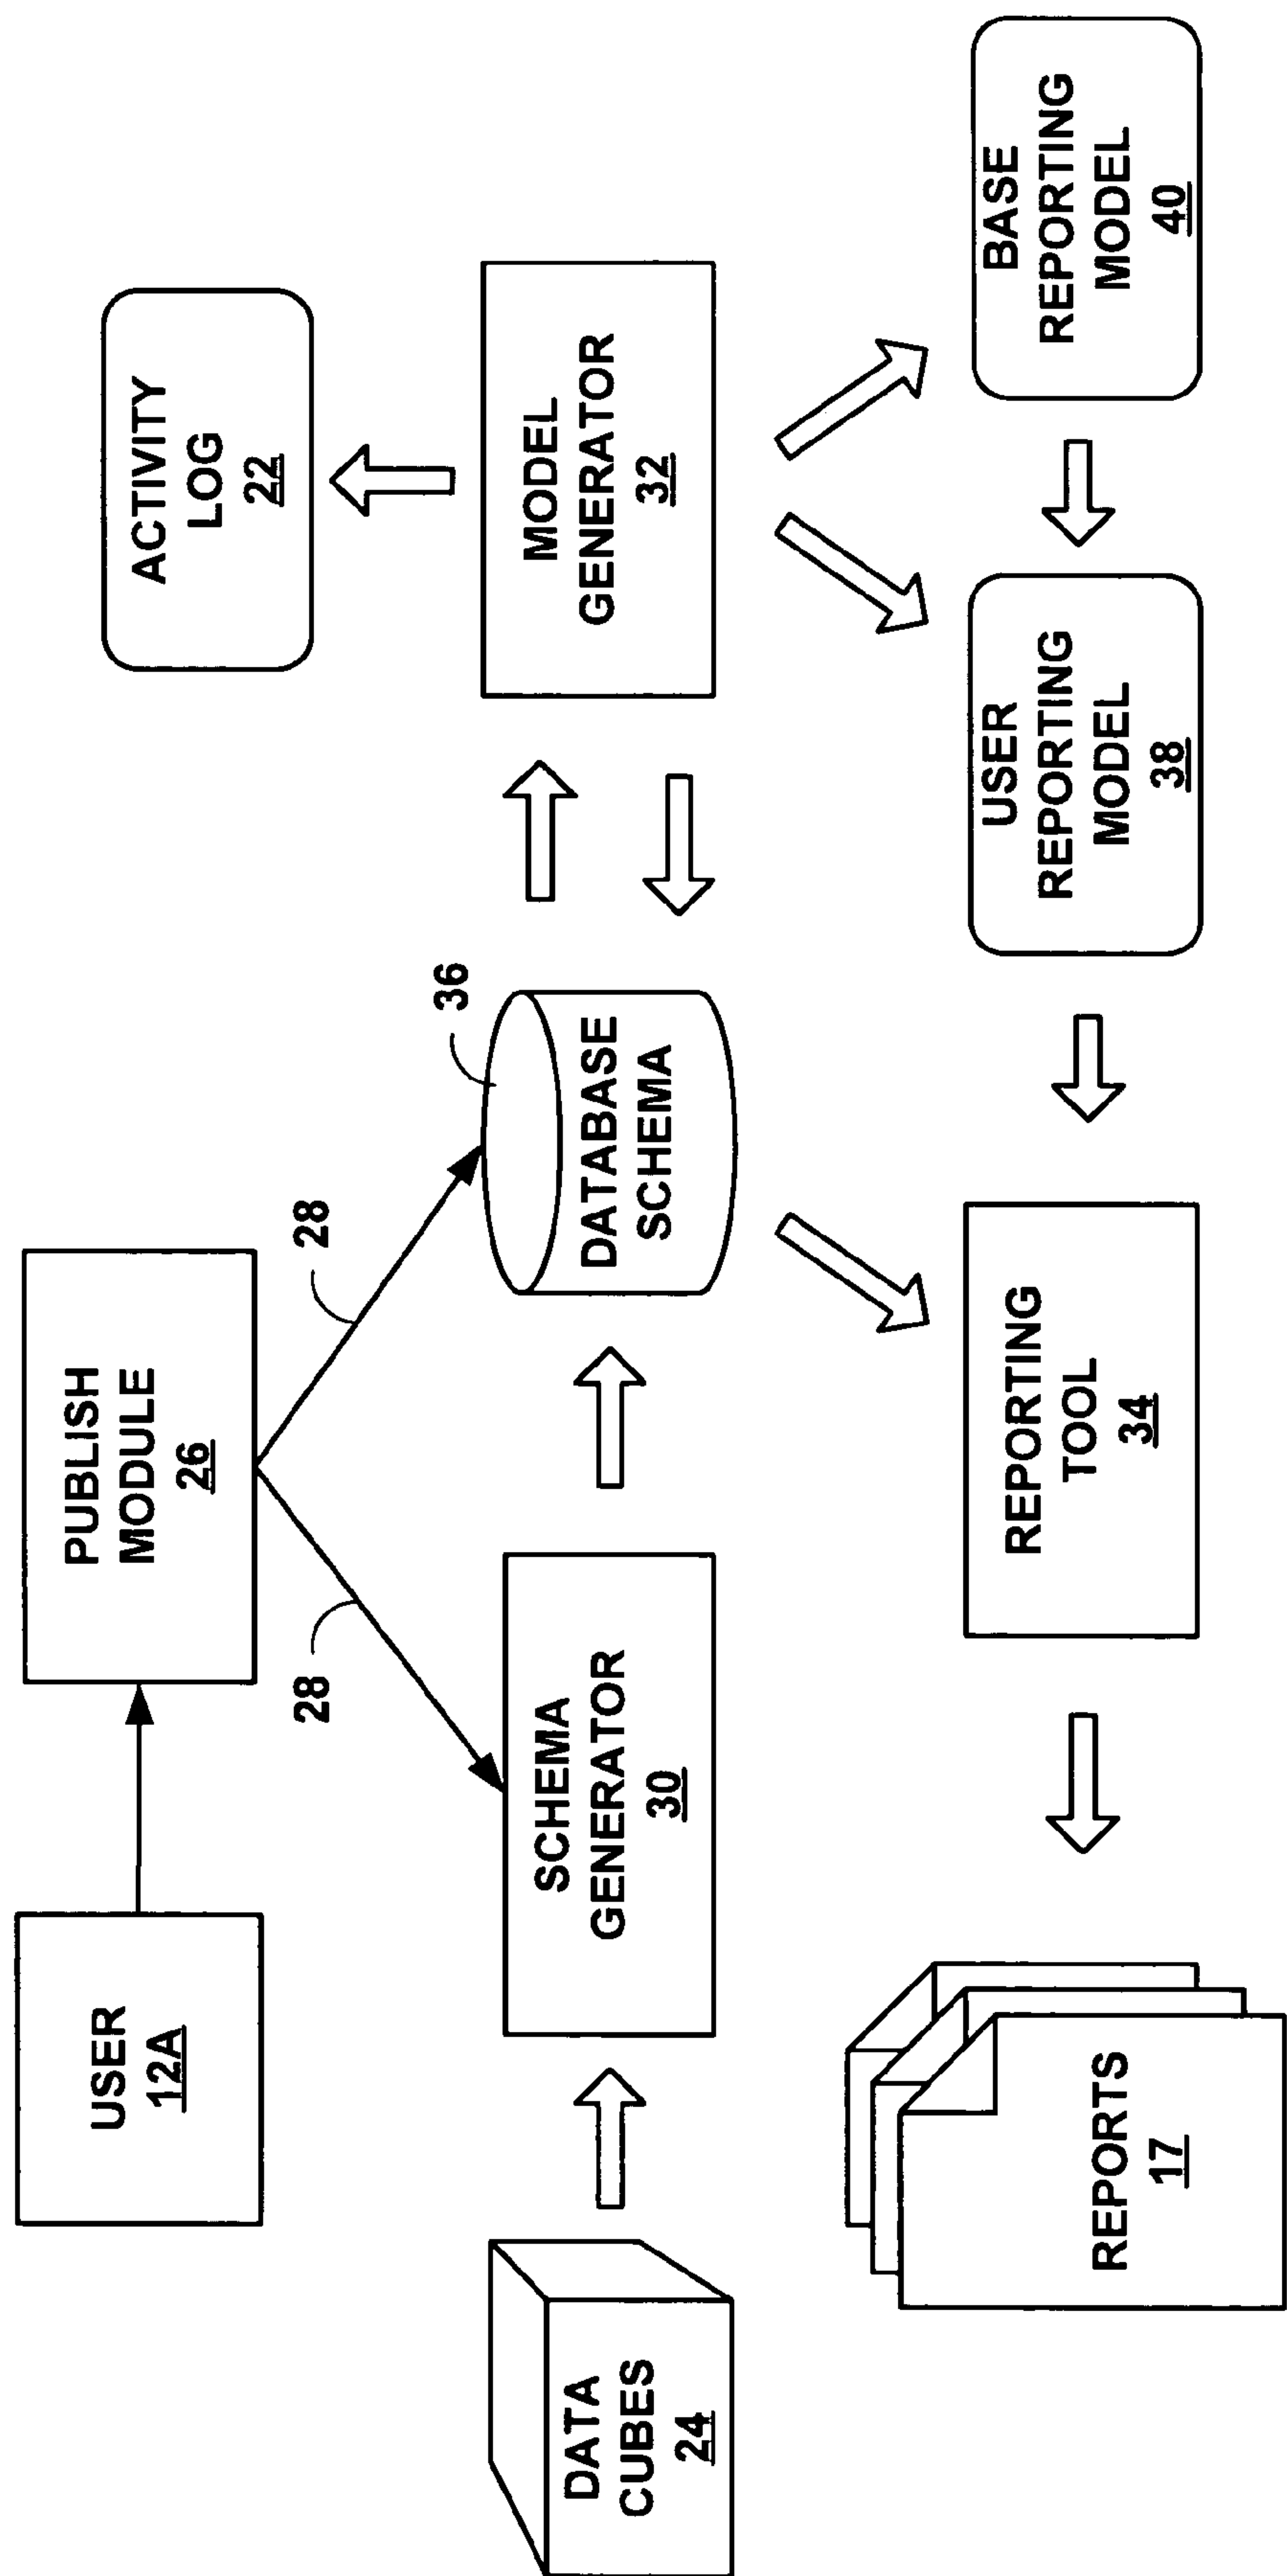 USER
12A
PUBLISH
MODULE
26
ACTIVITY
LOG
22
28
28
36
DATA
CUBES
24
SCHEMA
GENERATOR
30
DATABASE
SCHEMA
MODEL
GENERATOR
32
REPORTS
17
REPORTING
TOOL
34
USER
REPORTING
MODEL
38
BASE
REPORTING
MODEL
40